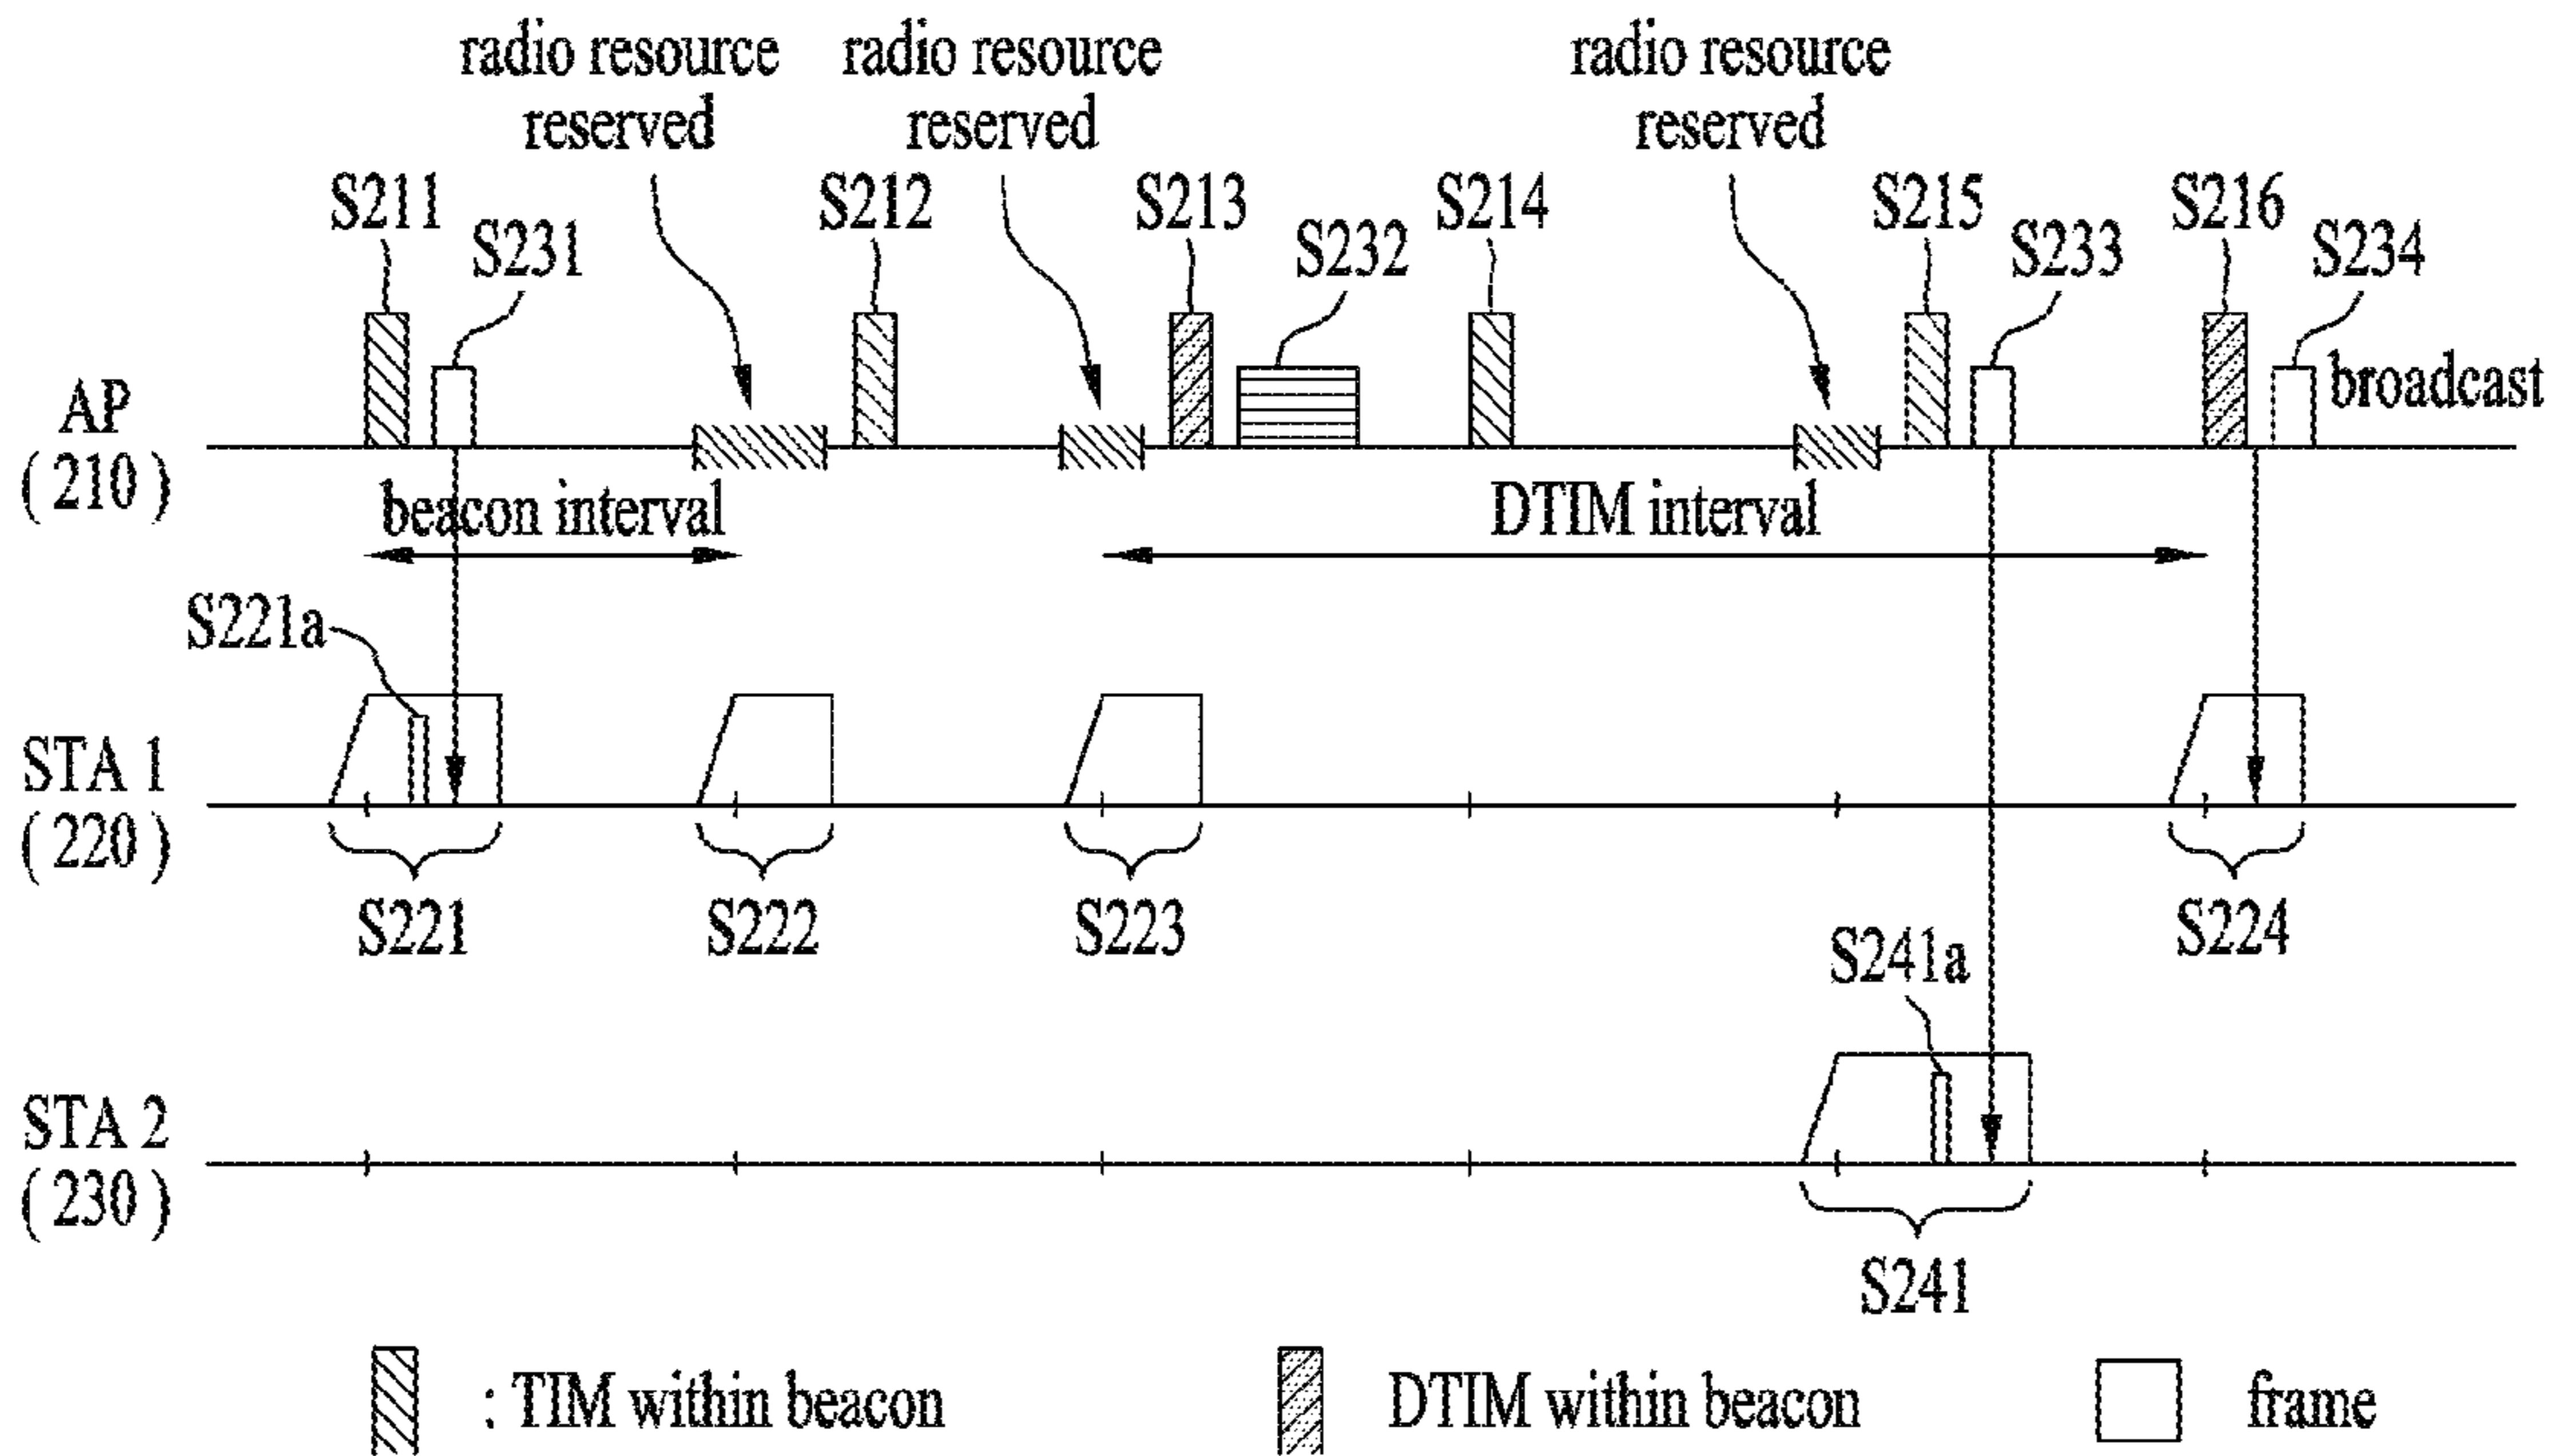 radio resource
reserved
radio resource
reserved
radio resource
reserved
S211
S231
S212
S213
S232
S214
S215
S233
S216
S234
broadcast
AP
( 210 )
beacon interval
DTIM interval
S221a
STA 1
( 220 )
S221
S222
S223
S224
S241a
STA 2
( 230 )
S241
: TIM within beacon
DTIM within beacon
frame